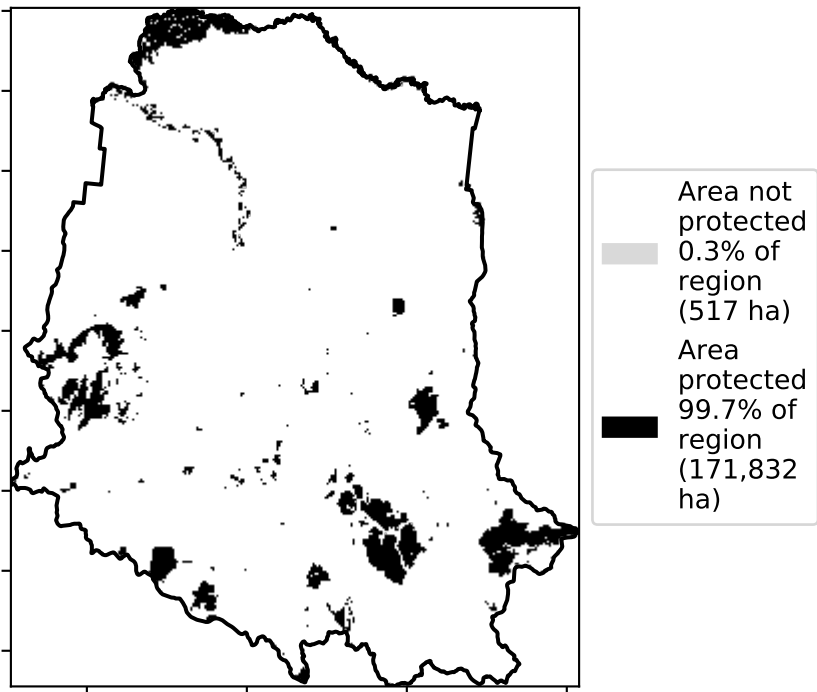 Area not
protected
0.3% of
region
(517 ha)
Area
protected
99.7% of
region
(171,832
ha)